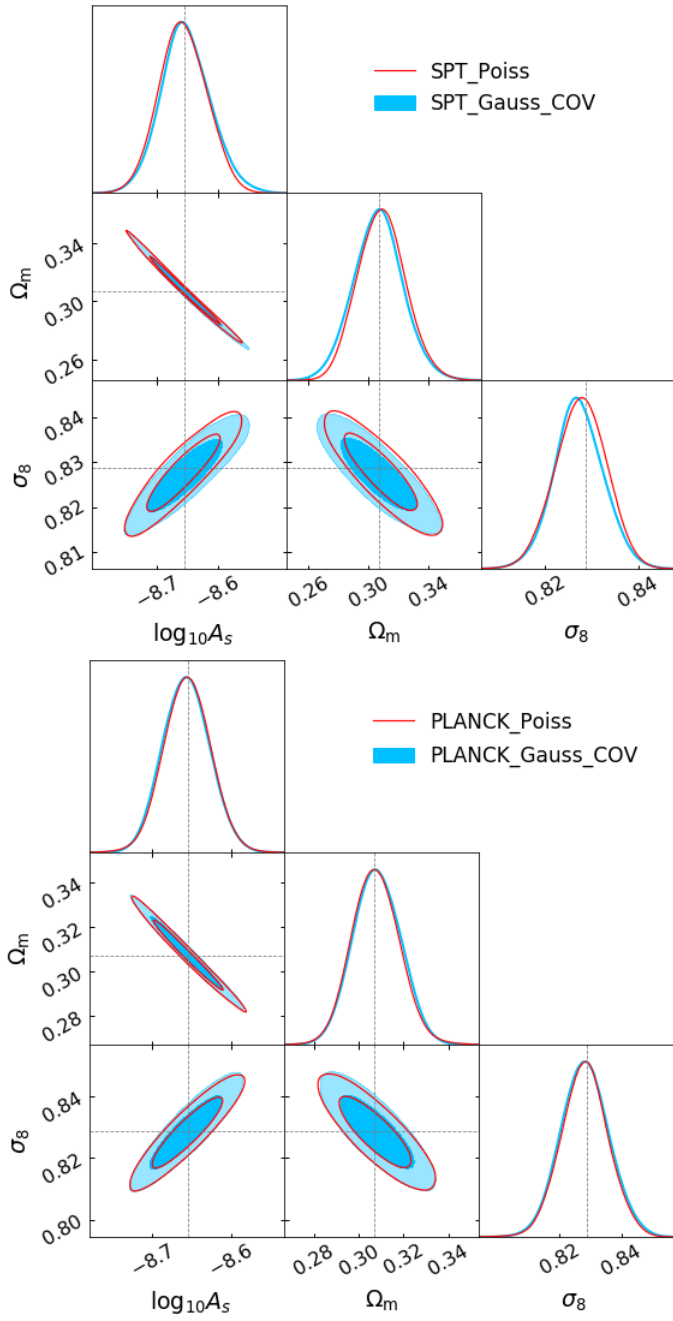 SPT_Poiss
SPT_Gauss_COV
0.34
0.30
0.26
Ωm
0.84
0.83
0.82
0.81
σ8
−8.7
−8.6
0.26
0.30
0.34
0.82
0.84
log10As
Ωm
σ8
PLANCK_Poiss
PLANCK_Gauss_COV
0.34
0.32
0.30
0.28
Ωm
0.84
0.82
0.80
σ8
−8.7
−8.6
0.28
0.30
0.32
0.34
0.82
0.84
log10As
Ωm
σ8